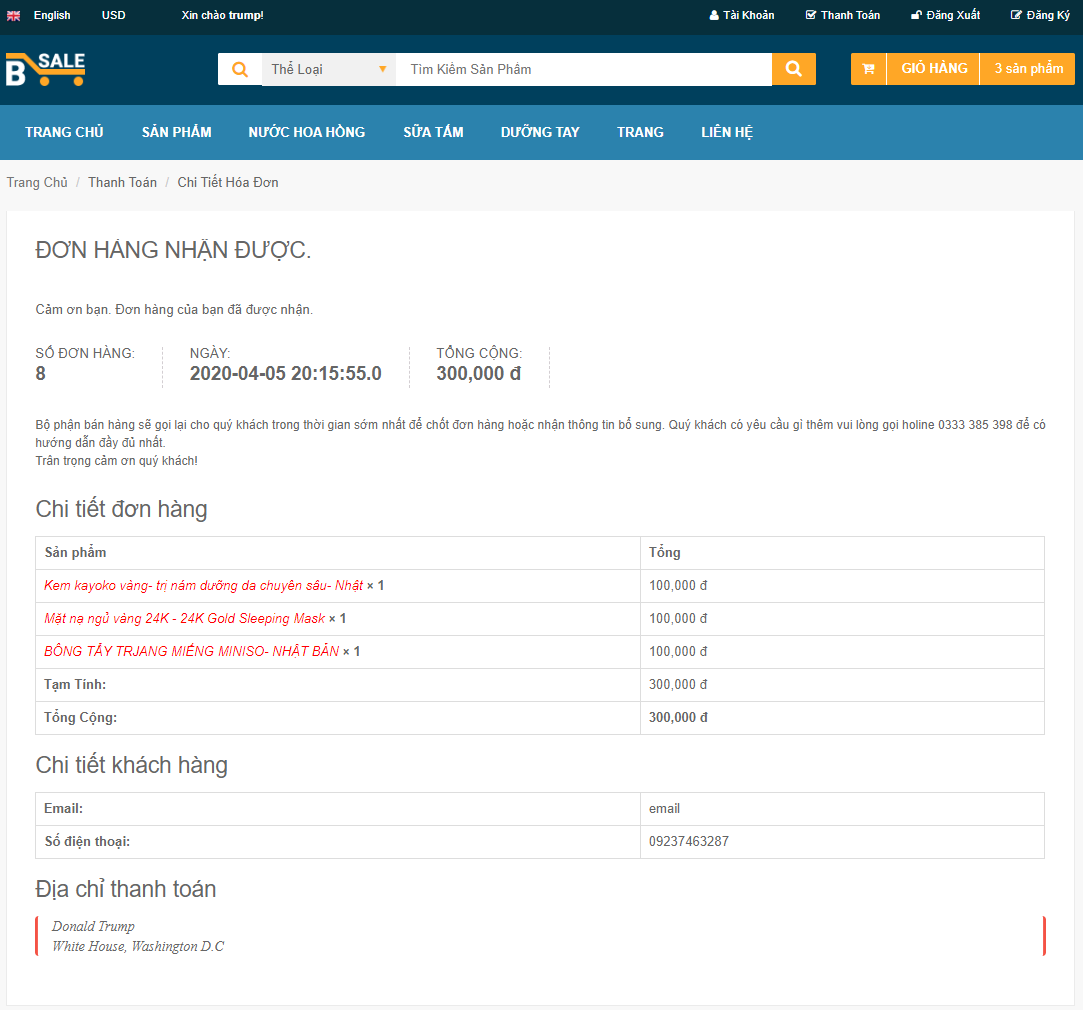 English USD Xin chào trump! Tài Khoản Thanh Toán Đăng Xuất Đăng Ký
B SALE Thể Loại Tìm Kiếm Sản Phẩm GIỎ HÀNG 3 sản phẩm
TRANG CHỦ SẢN PHẨM NƯỚC HOA HỒNG SỮA TẮM DƯỠNG TAY TRANG LIÊN HỆ
Trang Chủ / Thanh Toán / Chi Tiết Hóa Đơn
ĐƠN HÀNG NHẬN ĐƯỢC.
Cảm ơn bạn. Đơn hàng của bạn đã được nhận.
SỐ ĐƠN HÀNG: NGÀY: TỔNG CỘNG:
8 2020-04-05 20:15:55.0 300,000 đ
Bộ phận bán hàng sẽ gọi lại cho quý khách trong thời gian sớm nhất để chốt đơn hàng hoặc nhận thông tin bổ sung. Quý khách có yêu cầu gì thêm vui lòng gọi holine 0333 385 398 để có
hướng dẫn đầy đủ nhất.
Trân trọng cảm ơn quý khách!
Chi tiết đơn hàng
Sản phẩm Tổng
Kem kayoko vàng- trị nám dưỡng da chuyên sâu- Nhật × 1 100,000 đ
Mặt nạ ngủ vàng 24K - 24K Gold Sleeping Mask × 1 100,000 đ
BÔNG TẨY TRJANG MIẾNG MINISO- NHẬT BẢN × 1 100,000 đ
Tạm Tính: 300,000 đ
Tổng Cộng: 300,000 đ
Chi tiết khách hàng
Email: email
Số điện thoại: 09237463287
Địa chỉ thanh toán
Donald Trump
White House, Washington D.C